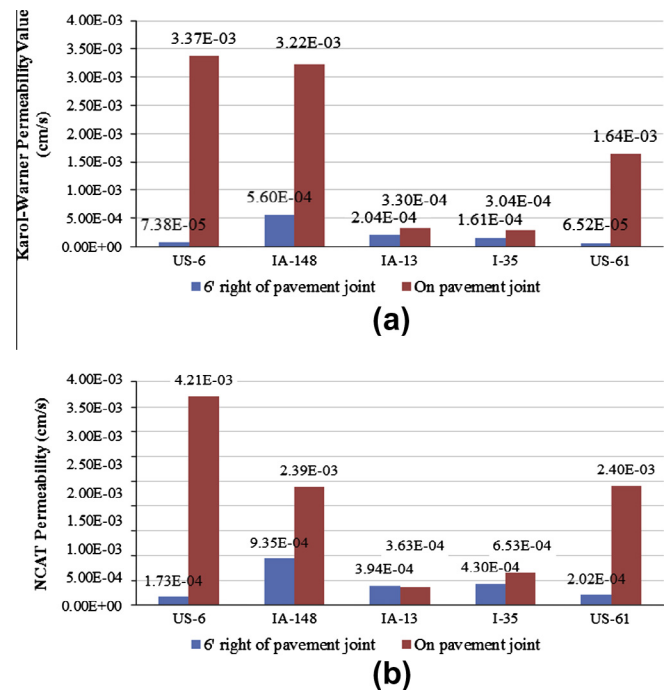 4.00E-03
3.50E-03
3.00E-03
2.50E-03
2.00E-03
1.50E-03
1.00E-03
5.00E-04
0.00E+00
Karol-Warner Permeability Value
(cm/s)
3.37E-03
3.22E-03
1.64E-03
7.38E-05
5.60E-04
2.04E-04
3.30E-04
1.61E-04
3.04E-04
6.52E-05
US-6 IA-148 IA-13 I-35 US-61
6' right of pavement joint On pavement joint
(a)
4.00E-03
3.50E-03
3.00E-03
2.50E-03
2.00E-03
1.50E-03
1.00E-03
5.00E-04
0.00E+00
NCAT Permeability (cm/s)
4.21E-03
2.39E-03
2.40E-03
1.73E-04
9.35E-04
3.94E-04
3.63E-04
4.30E-04
6.53E-04
2.02E-04
US-6 IA-148 IA-13 I-35 US-61
6' right of pavement joint On pavement joint
(b)